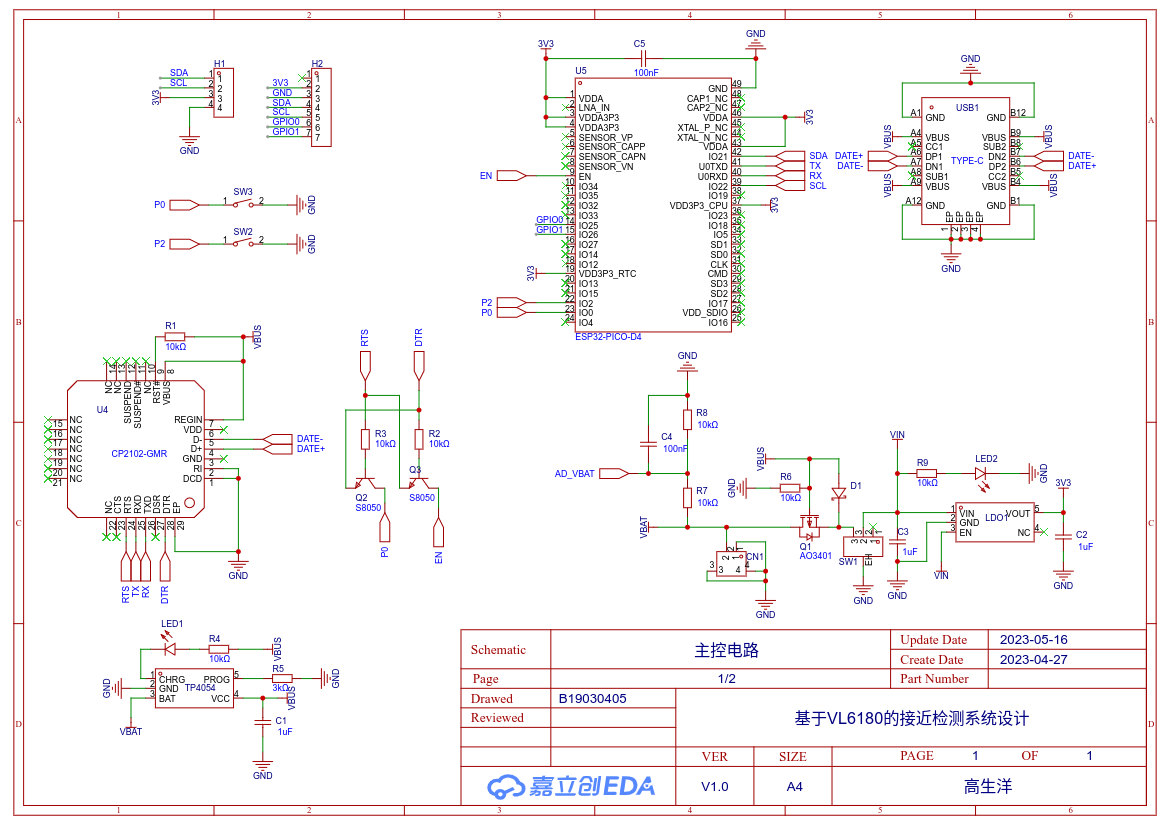 1 2 3 4 5 6
A A
B B
C C
D D
H1
SDA
SCL
3V3
1
2
3
4
GND
H2
3V3
GND
SDA
SCL
GPIO0
GPIO1
1
2
3
4
5
6
7
P0
SW3
1 2
GND
P2
SW2
1 2
GND
3V3
C5
100nF
GND
U5
EN
GPIO0
GPIO1
3V3
P2
P0
1 VDDA
2 LNA_IN
3 VDDA3P3
4 VDDA3P3
5 SENSOR_VP
6 SENSOR_CAPP
7 SENSOR_CAPN
8 SENSOR_VN
9 EN
10 IO34
11 IO35
12 IO32
13 IO33
14 IO25
15 IO26
16 IO27
17 IO14
18 IO12
19 VDD3P3_RTC
20 IO13
21 IO15
22 IO2
23 IO0
24 IO4
GND 49
CAP1_NC 48
CAP2_NC 47
VDDA 46
XTAL_P_NC 45
XTAL_N_NC 44
VDDA 43
IO21 42
U0TXD 41
U0RXD 40
IO22 39
IO19 38
VDD3P3_CPU 37
IO23 36
IO18 35
IO5 34
SD1 33
SD0 32
CLK 31
CMD 30
SD3 29
SD2 28
IO17 27
VDD_SDIO 26
IO16 25
ESP32-PICO-D4
3V3
SDA
TX
RX
SCL
3V3
GND
USB1
TYPE-C
A1 GND
A4 VBUS
A5 CC1
A6 DP1
A7 DN1
A8 SUB1
A9 VBUS
A12 GND
GND B12
VBUS B9
SUB2 B8
DN2 B7
DP2 B6
CC2 B5
VBUS B4
GND B1
EP EP EP EP
1 2 3 4
VBUS
DATE+
DATE-
VBUS
VBUS
DATE-
DATE+
VBUS
GND
R1
10kΩ
VBUS
U4
CP2102-GMR
14 13 12 11 10 9 8
NC
NC
SUSPEND
SUSPEND#
NC
RST#
VBUS
NC 15
NC 16
NC 17
NC 18
NC 19
NC 20
21
REGIN 7
VDD 6
D- 5
D+ 4
GND 3
RI 2
DCD 1
DATE-
DATE+
NC
CTS
RTS
RXD
TXD
DSR
DTR
EP
22 23 24 25 26 27 28 29
RTS
TX
RX
DTR
GND
RTS
DTR
R3
10kΩ
R2
10kΩ
Q2
S8050
Q3
S8050
P0
EN
GND
R8
10kΩ
C4
100nF
AD_VBAT
R7
10kΩ
VBAT
VBUS
GND
R6
10kΩ
D1
Q1
AO3401
CN1
2 1
3 3
4 4
GND
SW1
3 2 1
EH
GND
VIN
R9
10kΩ
LED2
GND
C3
1uF
GND
VIN
LDO1
1 VIN
2 GND
3 EN
VOUT 5
NC 4
3V3
C2
1uF
GND
LED1
R4
10kΩ
VBUS
TP4054
1 CHRG
2 GND
3 BAT
PROG 5
VCC 4
GND
VBAT
R5
3kΩ
GND
VBUS
C1
1uF
GND
Schematic 主控电路
Update Date 2023-05-16
Create Date 2023-04-27
Page 1/2
Part Number
Drawed B19030405
Reviewed
基于VL6180的接近检测系统设计
VER SIZE PAGE 1 OF 1
嘉立创EDA V1.0 A4 高生洋
1 2 3 4 5 6